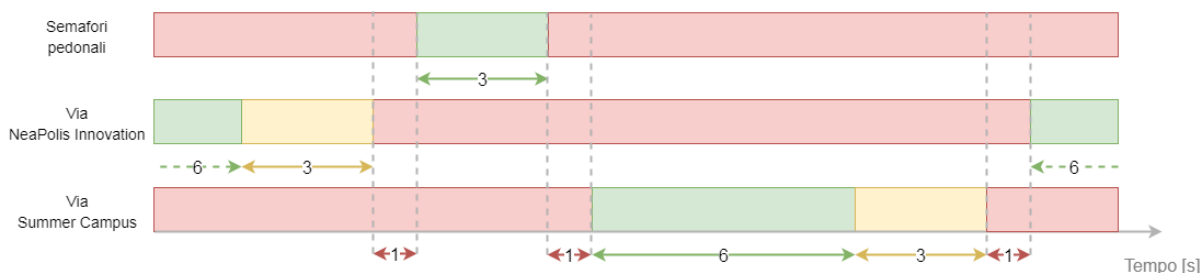 Semafori
pedonali
3
Via
NeaPolis Innovation
6
3
6
Via
Summer Campus
1
1
6
3
1
Tempo [s]